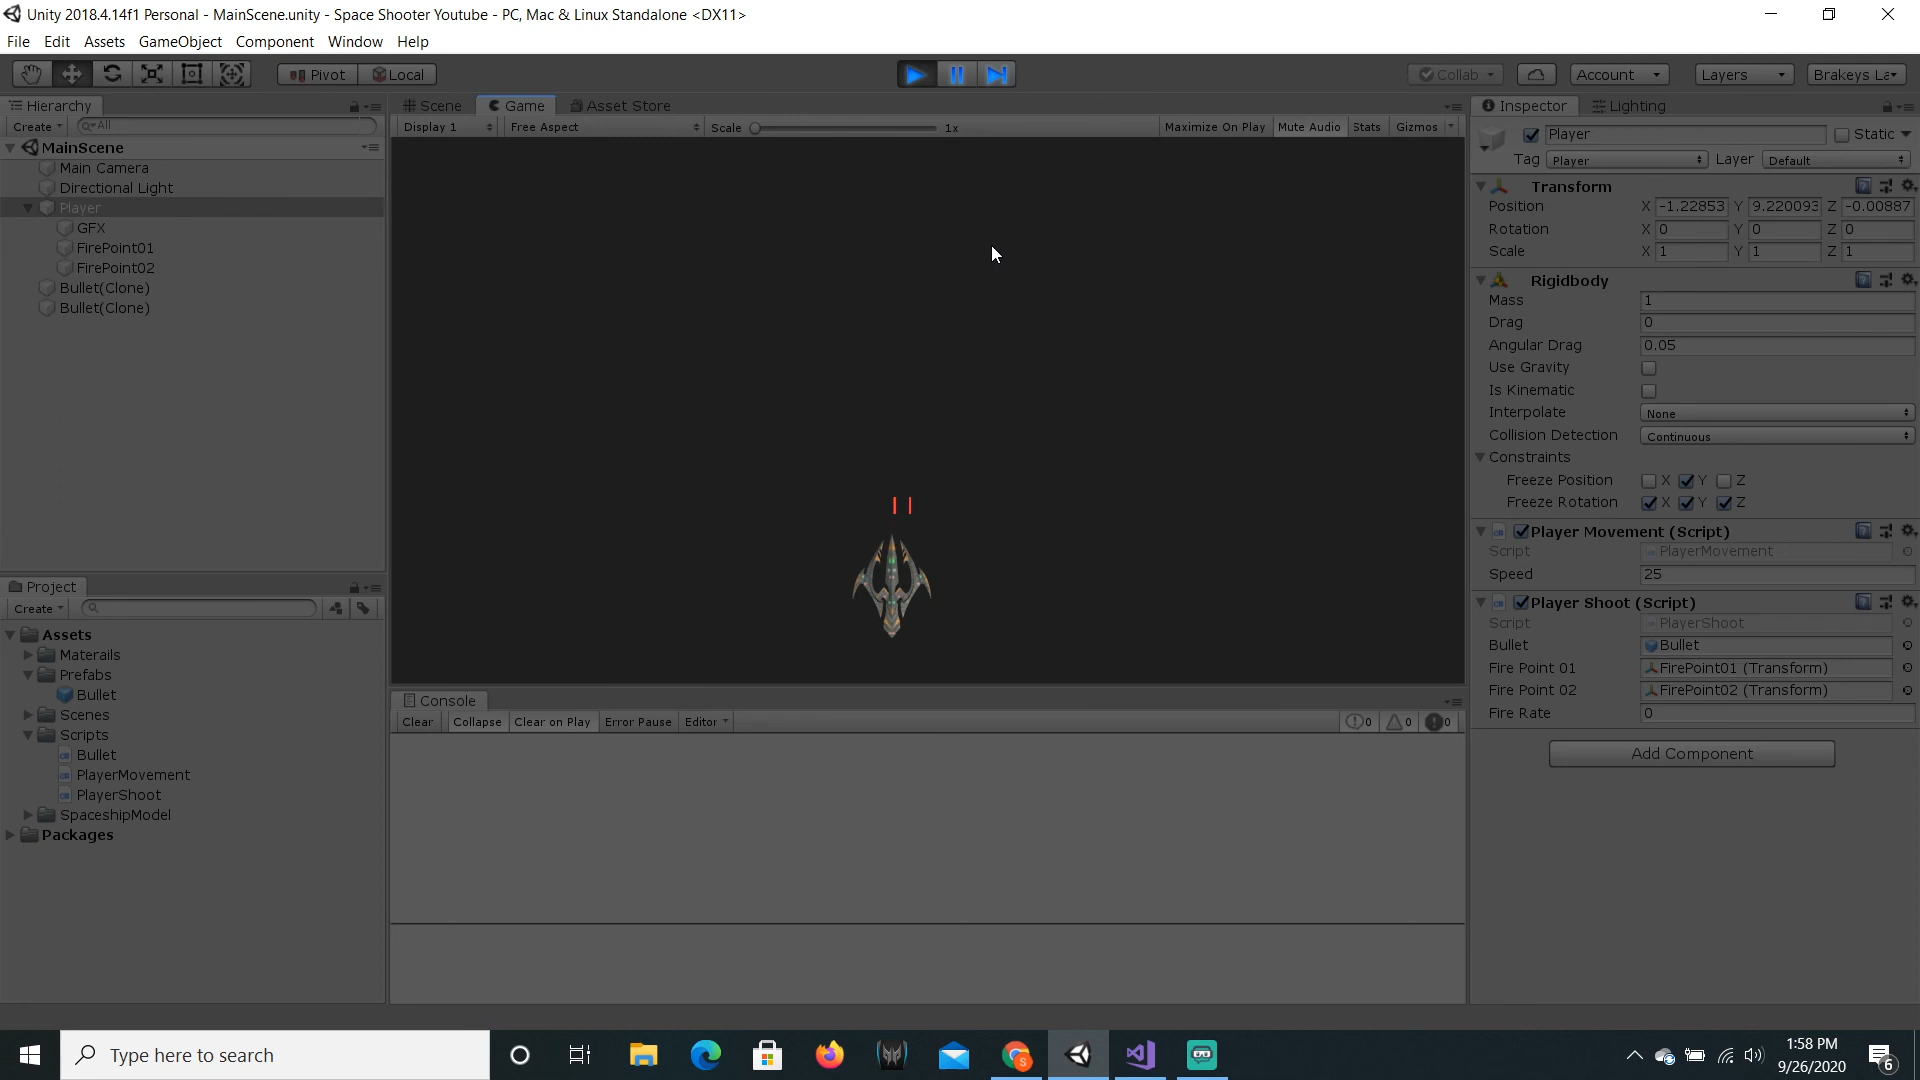 Unity 2018.4.14f1 Personal - MainScene.unity - Space Shooter Youtube - PC, Mac & Linux Standalone <DX11>
File Edit Assets GameObject Component Window Help
Pivot Local Collab Account Layers Brakeys La
Hierarchy
Create All
MainScene
Main Camera
Directional Light
Player
GFX
FirePoint01
FirePoint02
Bullet(Clone)
Bullet(Clone)
Project
Create
Assets
Materails
Prefabs
Bullet
Scenes
Scripts
Bullet
PlayerMovement
PlayerShoot
SpaceshipModel
Packages
Scene Game Asset Store
Display 1 Free Aspect Scale 1x Maximize On Play Mute Audio Stats Gizmos
Console
Clear Collapse Clear on Play Error Pause Editor 0 0 0
Inspector Lighting
Player Static
Tag Player Layer Default
Transform
Position X -1.22853 Y 9.220093 Z -0.00887
Rotation X 0 Y 0 Z 0
Scale X 1 Y 1 Z 1
Rigidbody
Mass 1
Drag 0
Angular Drag 0.05
Use Gravity
Is Kinematic
Interpolate None
Collision Detection Continuous
Constraints
Freeze Position X Y Z
Freeze Rotation X Y Z
Player Movement (Script)
Script PlayerMovement
Speed 25
Player Shoot (Script)
Script PlayerShoot
Bullet Bullet
Fire Point 01 FirePoint01 (Transform)
Fire Point 02 FirePoint02 (Transform)
Fire Rate 0
Add Component
Type here to search
1:58 PM
9/26/2020
6